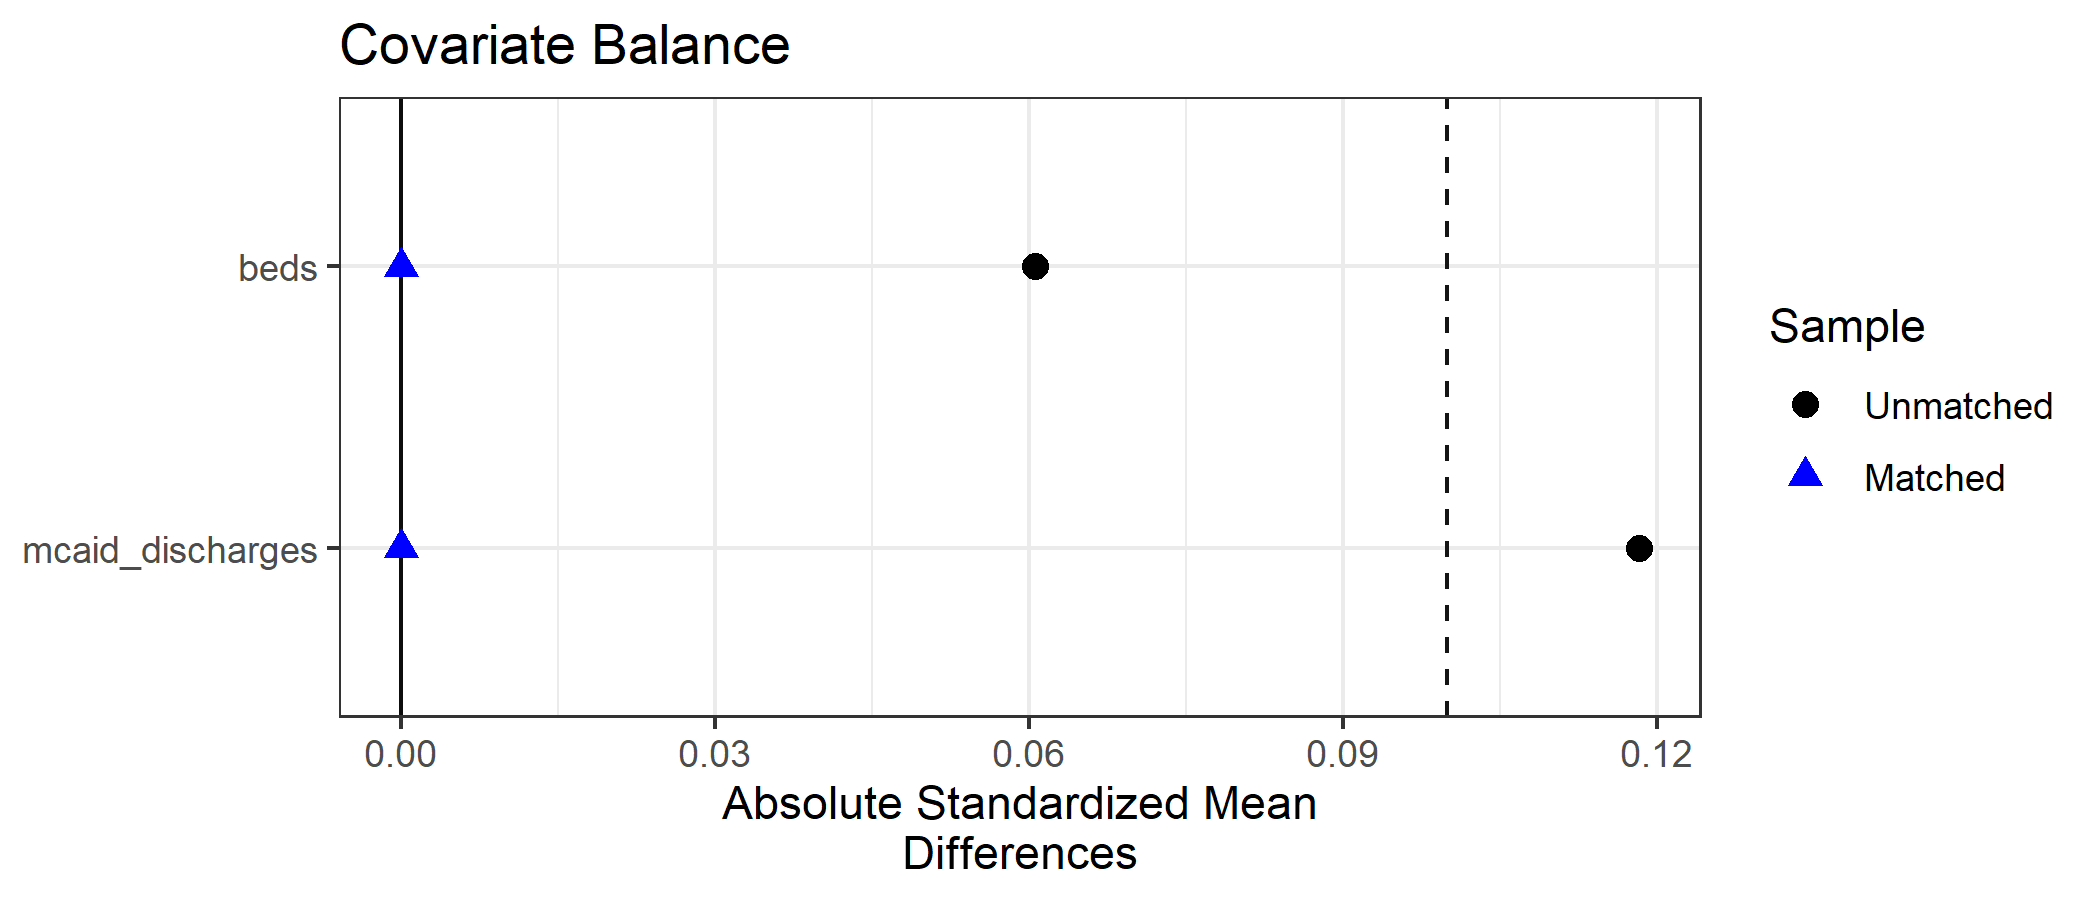 Covariate Balance
beds
mcaid_discharges
0.00 0.03 0.06 0.09 0.12
Absolute Standardized Mean
Differences
Sample
Unmatched
Matched